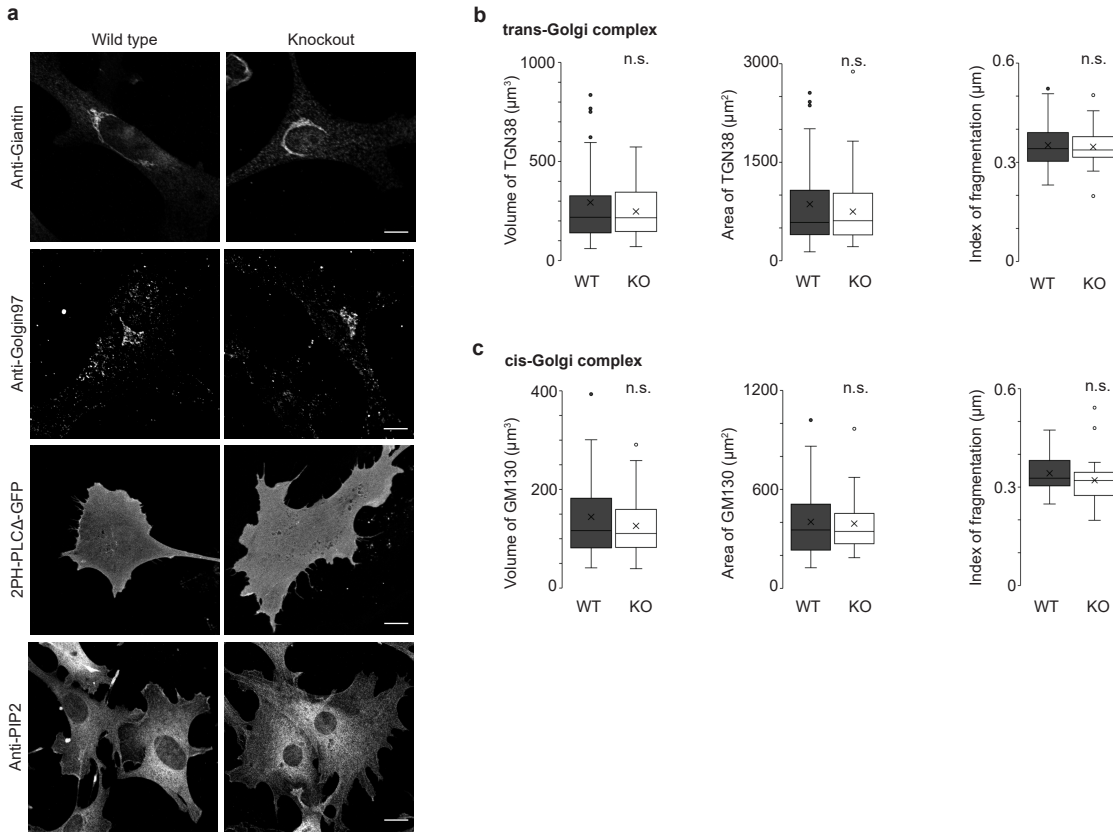 a
Wild type
Knockout
Anti-Giantin
Anti-Golgin97
2PH-PLCΔ-GFP
Anti-PIP2
b
trans-Golgi complex
Volume of TGN38 (µm³)
1000
500
0
n.s.
WT
KO
Area of TGN38 (µm²)
3000
1500
0
n.s.
WT
KO
Index of fragmentation (µm)
0.6
0.3
0
n.s.
WT
KO
c
cis-Golgi complex
Volume of GM130 (µm³)
400
200
0
n.s.
WT
KO
Area of GM130 (µm²)
1200
600
0
n.s.
WT
KO
Index of fragmentation (µm)
0.6
0.3
0
n.s.
WT
KO